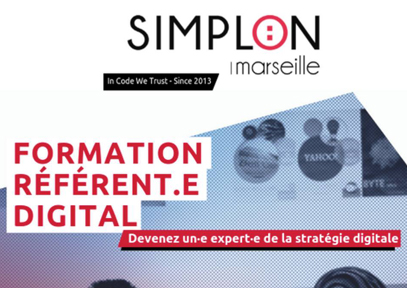 SIMPLON
marseille
In Code We Trust - Since 2013
YAHOO!
BYTE
FORMATION
RÉFÉRENT.E
DIGITAL
Devenez un·e expert·e de la stratégie digitale